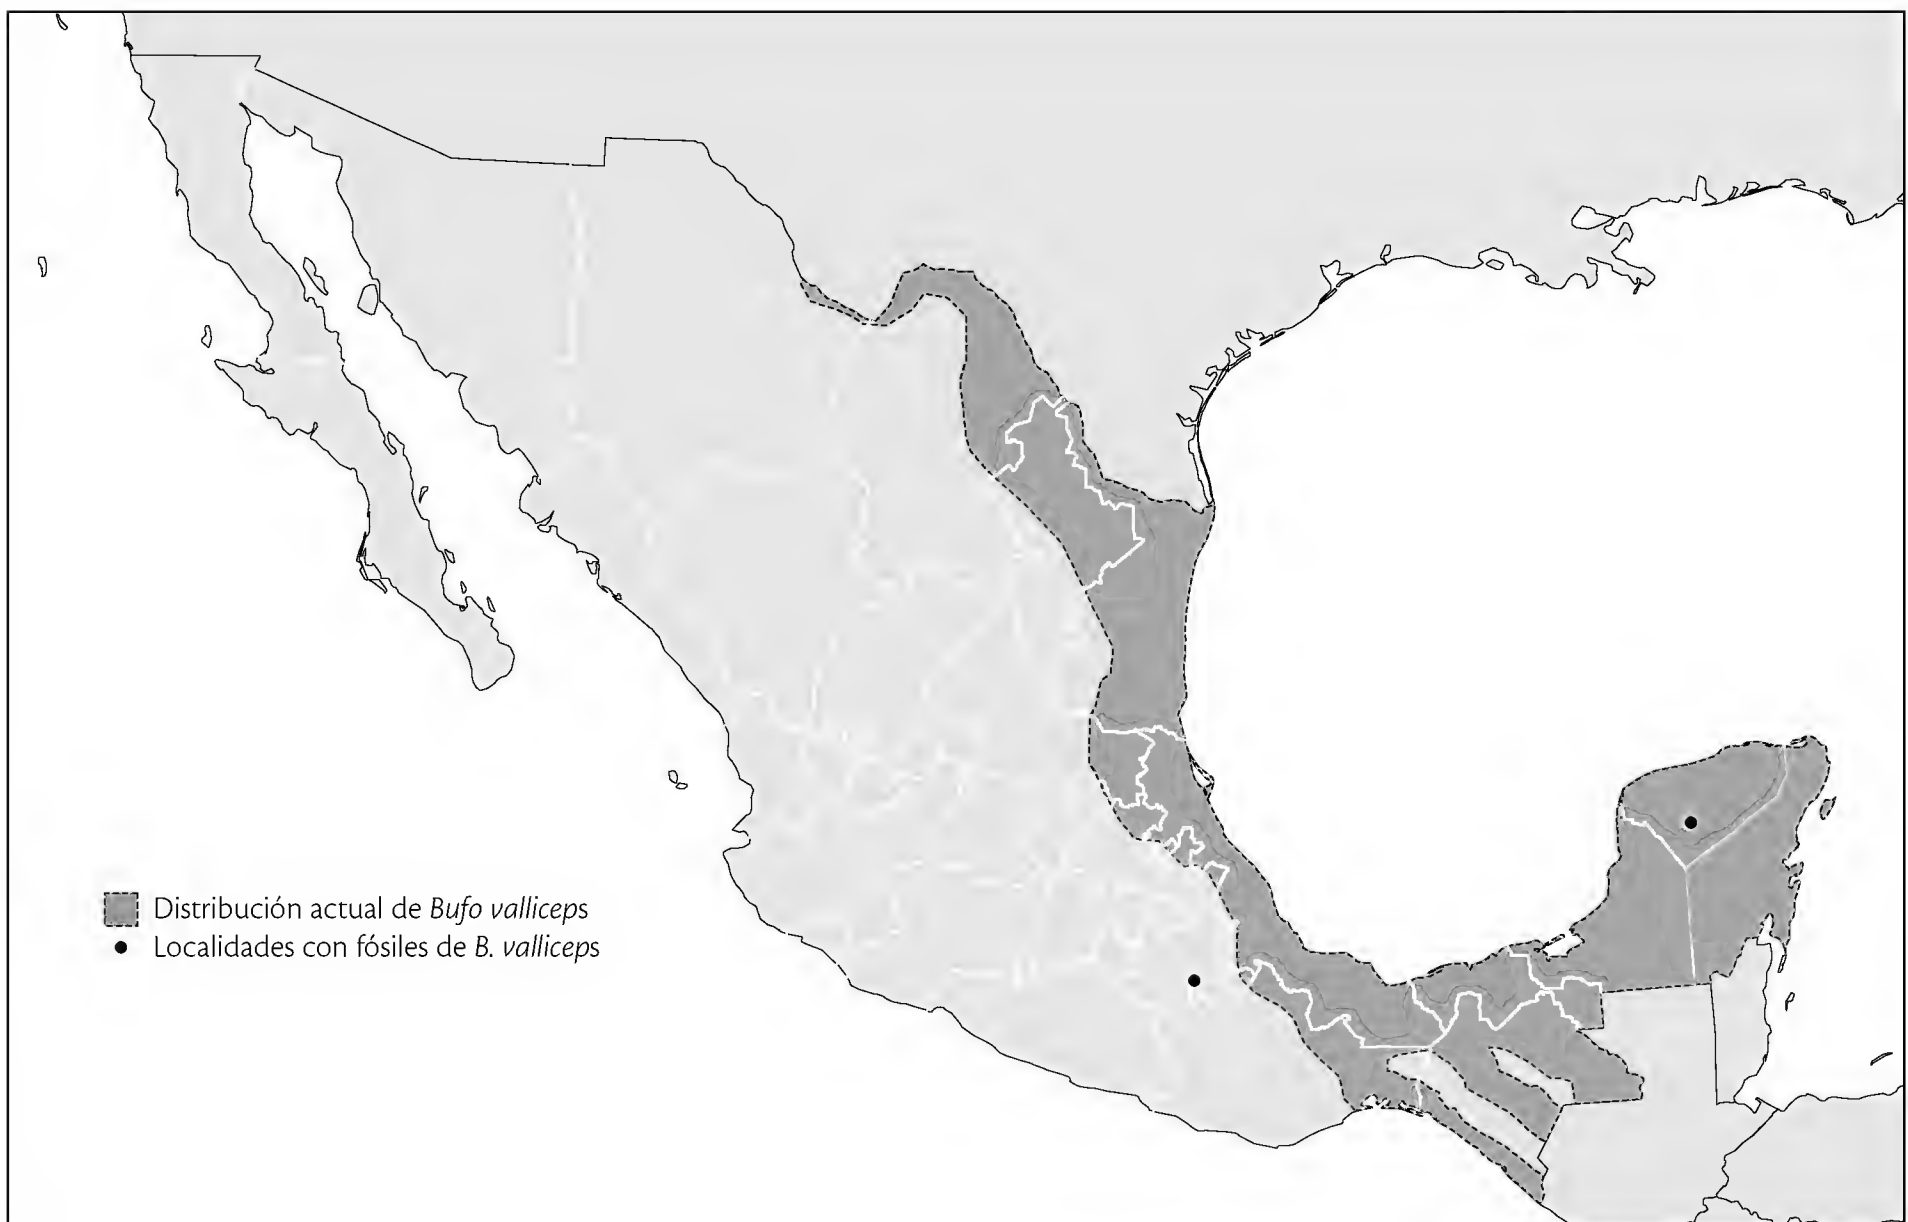 Distribución actual de Bufo valliceps
Localidades con fósiles de B. valliceps